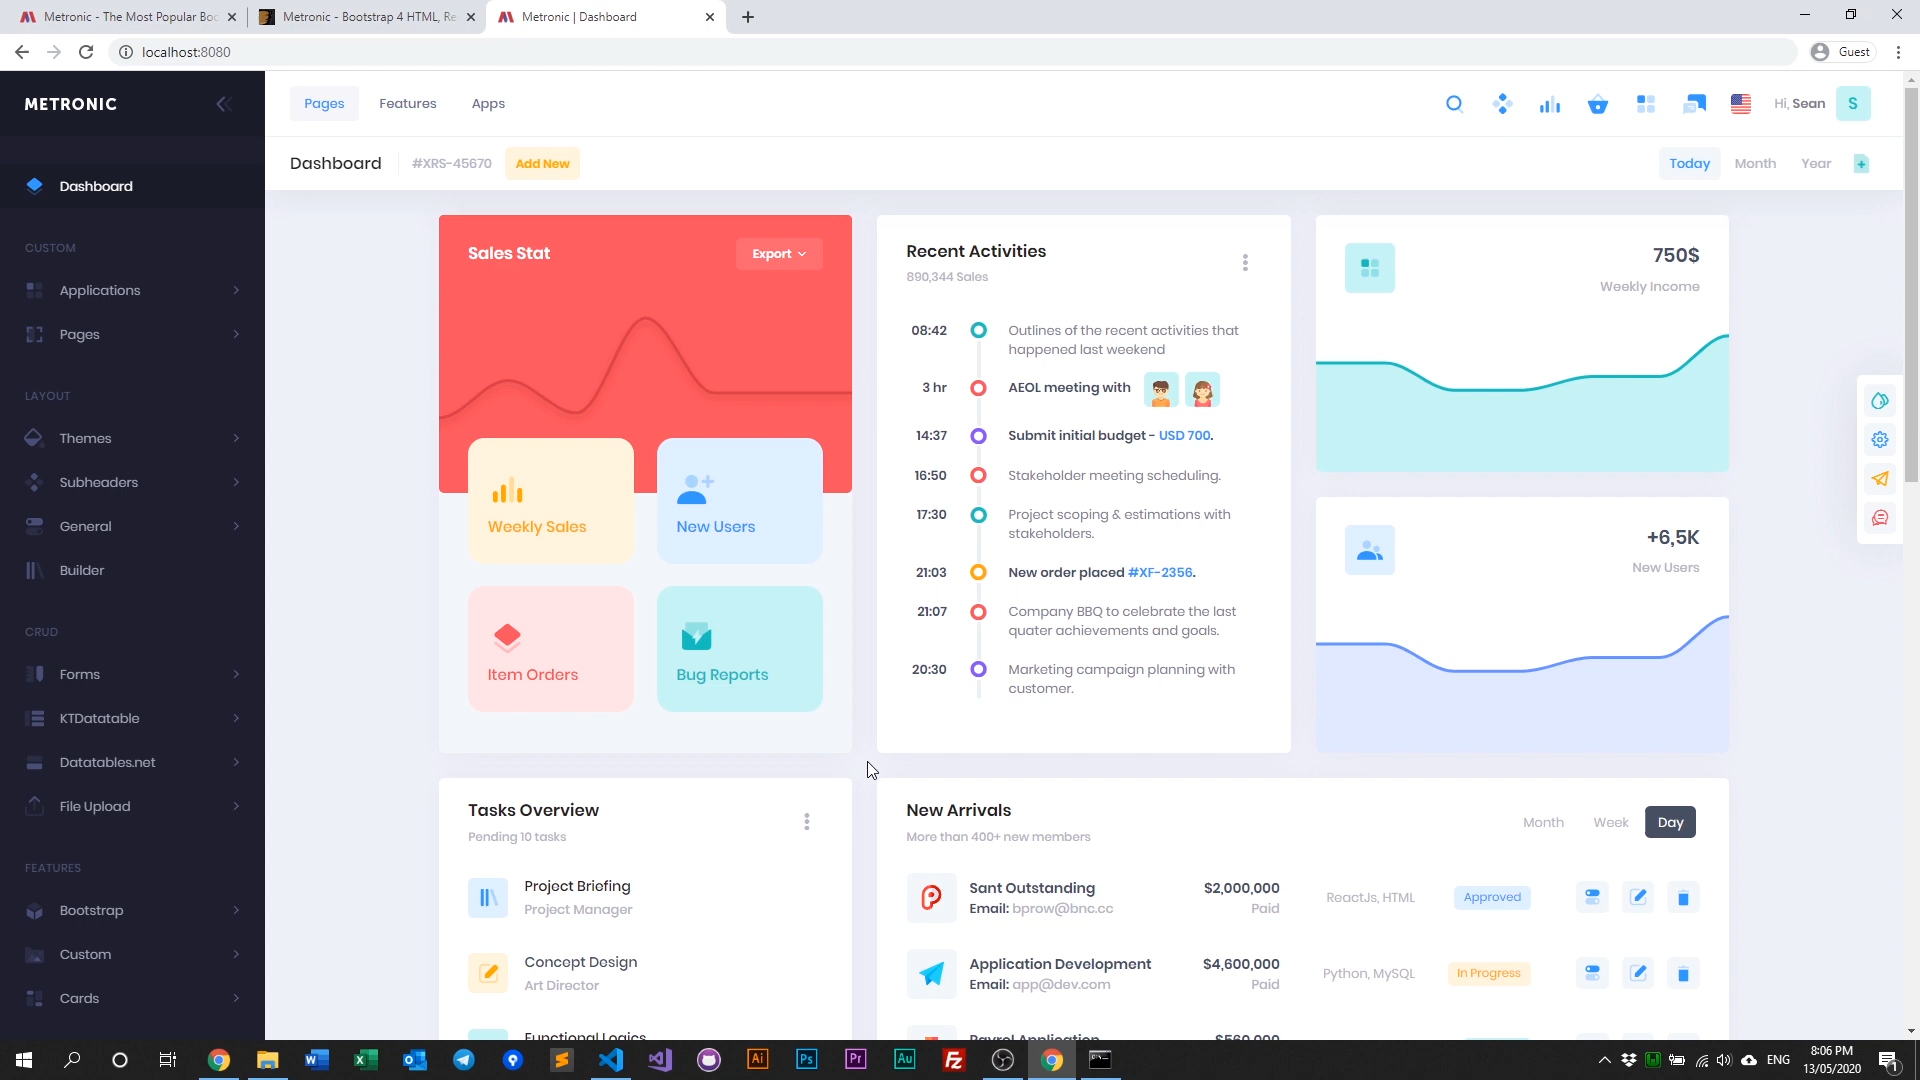 Metronic - The Most Popular Boo
Metronic - Bootstrap 4 HTML, Re
Metronic | Dashboard
localhost:8080
Guest
METRONIC
Pages
Features
Apps
Hi, Sean
S
Dashboard
#XRS-45670
Add New
Today
Month
Year
Dashboard
CUSTOM
Applications
Pages
LAYOUT
Themes
Subheaders
General
Builder
CRUD
Forms
KTDatatable
Datatables.net
File Upload
FEATURES
Bootstrap
Custom
Cards
Sales Stat
Export
Weekly Sales
New Users
Item Orders
Bug Reports
Recent Activities
890,344 Sales
08:42
Outlines of the recent activities that
happened last weekend
3 hr
AEOL meeting with
14:37
Submit initial budget - USD 700.
16:50
Stakeholder meeting scheduling.
17:30
Project scoping & estimations with
stakeholders.
21:03
New order placed #XF-2356.
21:07
Company BBQ to celebrate the last
quater achievements and goals.
20:30
Marketing campaign planning with
customer.
750$
Weekly Income
+6,5K
New Users
Tasks Overview
Pending 10 tasks
Project Briefing
Project Manager
Concept Design
Art Director
Functional Logics
New Arrivals
More than 400+ new members
Month
Week
Day
Sant Outstanding
Email: bprow@bnc.cc
$2,000,000
Paid
ReactJs, HTML
Approved
Application Development
Email: app@dev.com
$4,600,000
Paid
Python, MySQL
In Progress
Payrol Application
$560,000
Ai
Ps
Pr
Au
Fz
ENG
8:06 PM
13/05/2020
1